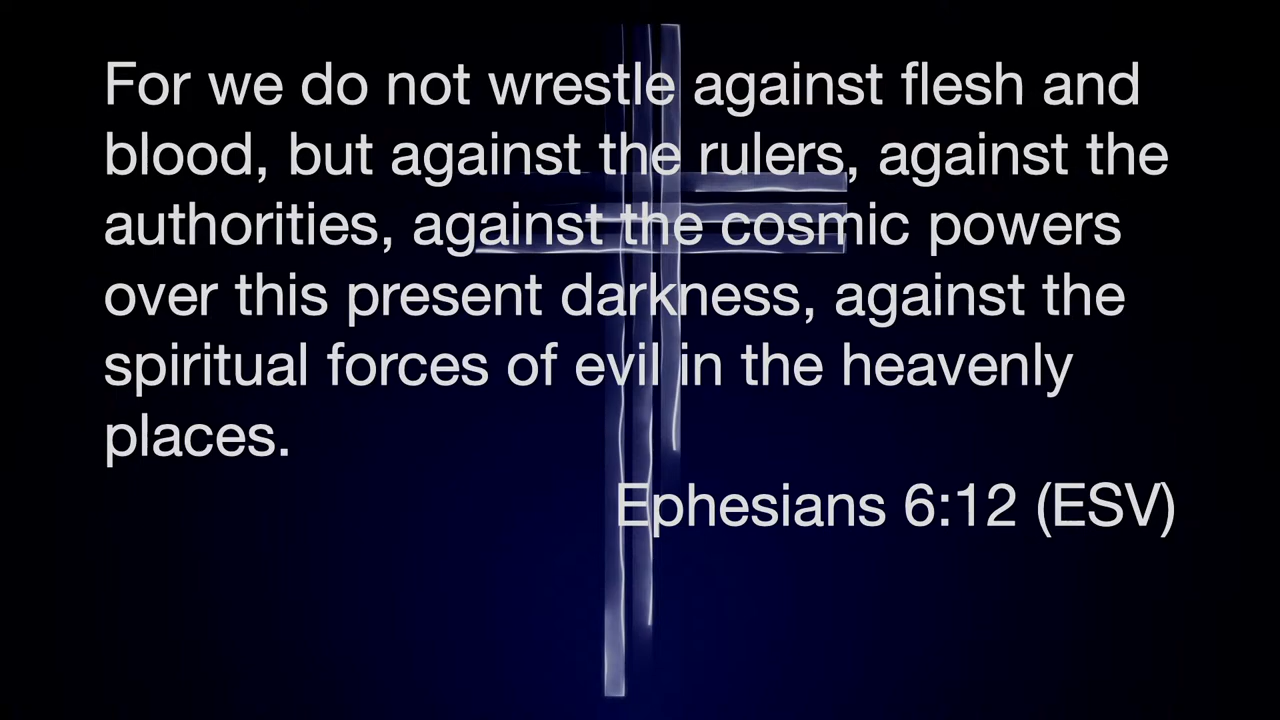 For we do not wrestle against flesh and
blood, but against the rulers, against the
authorities, against the cosmic powers
over this present darkness, against the
spiritual forces of evil in the heavenly
places.
Ephesians 6:12 (ESV)